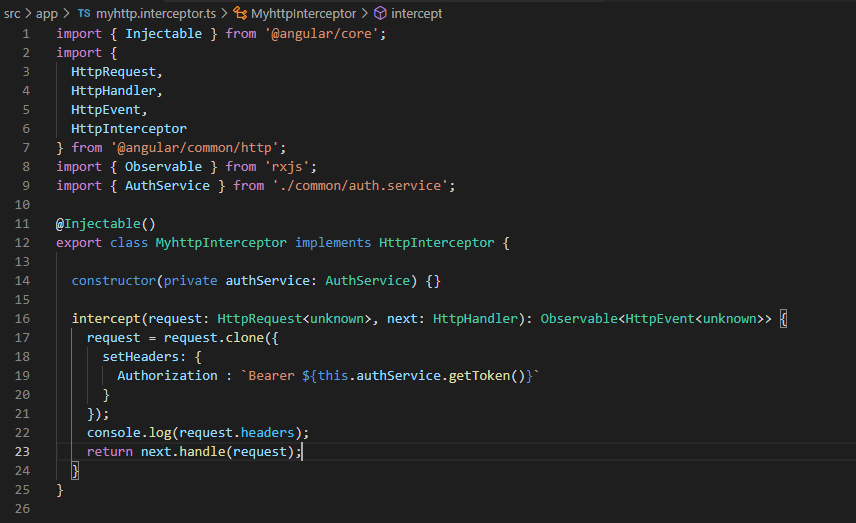 src > app > TS myhttp.interceptor.ts > MyhttpInterceptor > intercept
1 import { Injectable } from '@angular/core';
2 import {
3 HttpRequest,
4 HttpHandler,
5 HttpEvent,
6 HttpInterceptor
7 } from '@angular/common/http';
8 import { Observable } from 'rxjs';
9 import { AuthService } from './common/auth.service';
10
11 @Injectable()
12 export class MyhttpInterceptor implements HttpInterceptor {
13
14 constructor(private authService: AuthService) {}
15
16 intercept(request: HttpRequest<unknown>, next: HttpHandler): Observable<HttpEvent<unknown>> {
17 request = request.clone({
18 setHeaders: {
19 Authorization : `Bearer ${this.authService.getToken()}`
20 }
21 });
22 console.log(request.headers);
23 return next.handle(request);
24 }
25 }
26